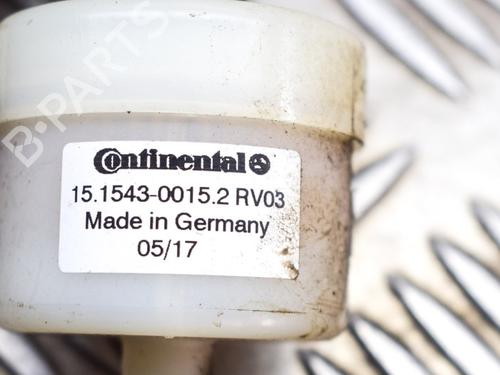 Continental
15.1543-0015.2 RV03
Made in Germany
05/17
B-PARTS